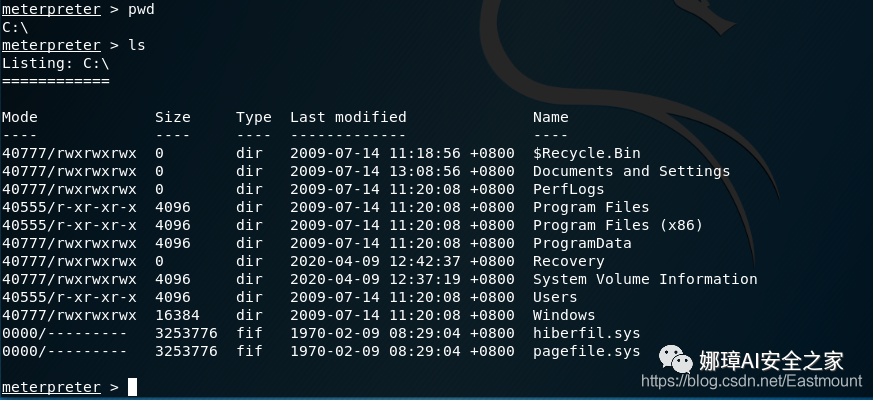 meterpreter > pwd
C:\
meterpreter > ls
Listing: C:\
============
Mode              Size     Type  Last modified              Name
----              ----     ----  -------------              ----
40777/rwxrwxrwx  0        dir   2009-07-14 11:18:56 +0800  $Recycle.Bin
40777/rwxrwxrwx  0        dir   2009-07-14 13:08:56 +0800  Documents and Settings
40777/rwxrwxrwx  0        dir   2009-07-14 11:20:08 +0800  PerfLogs
40555/r-xr-xr-x  4096     dir   2009-07-14 11:20:08 +0800  Program Files
40555/r-xr-xr-x  4096     dir   2009-07-14 11:20:08 +0800  Program Files (x86)
40777/rwxrwxrwx  4096     dir   2009-07-14 11:20:08 +0800  ProgramData
40777/rwxrwxrwx  0        dir   2020-04-09 12:42:37 +0800  Recovery
40777/rwxrwxrwx  4096     dir   2020-04-09 12:37:19 +0800  System Volume Information
40555/r-xr-xr-x  4096     dir   2009-07-14 11:20:08 +0800  Users
40777/rwxrwxrwx  16384    dir   2009-07-14 11:20:08 +0800  Windows
0000/---------   3253776  fif   1970-02-09 08:29:04 +0800  hiberfil.sys
0000/---------   3253776  fif   1970-02-09 08:29:04 +0800  pagefile.sys
娜璋AI安全之家
meterpreter >
https://blog.csdn.net/Eastmount